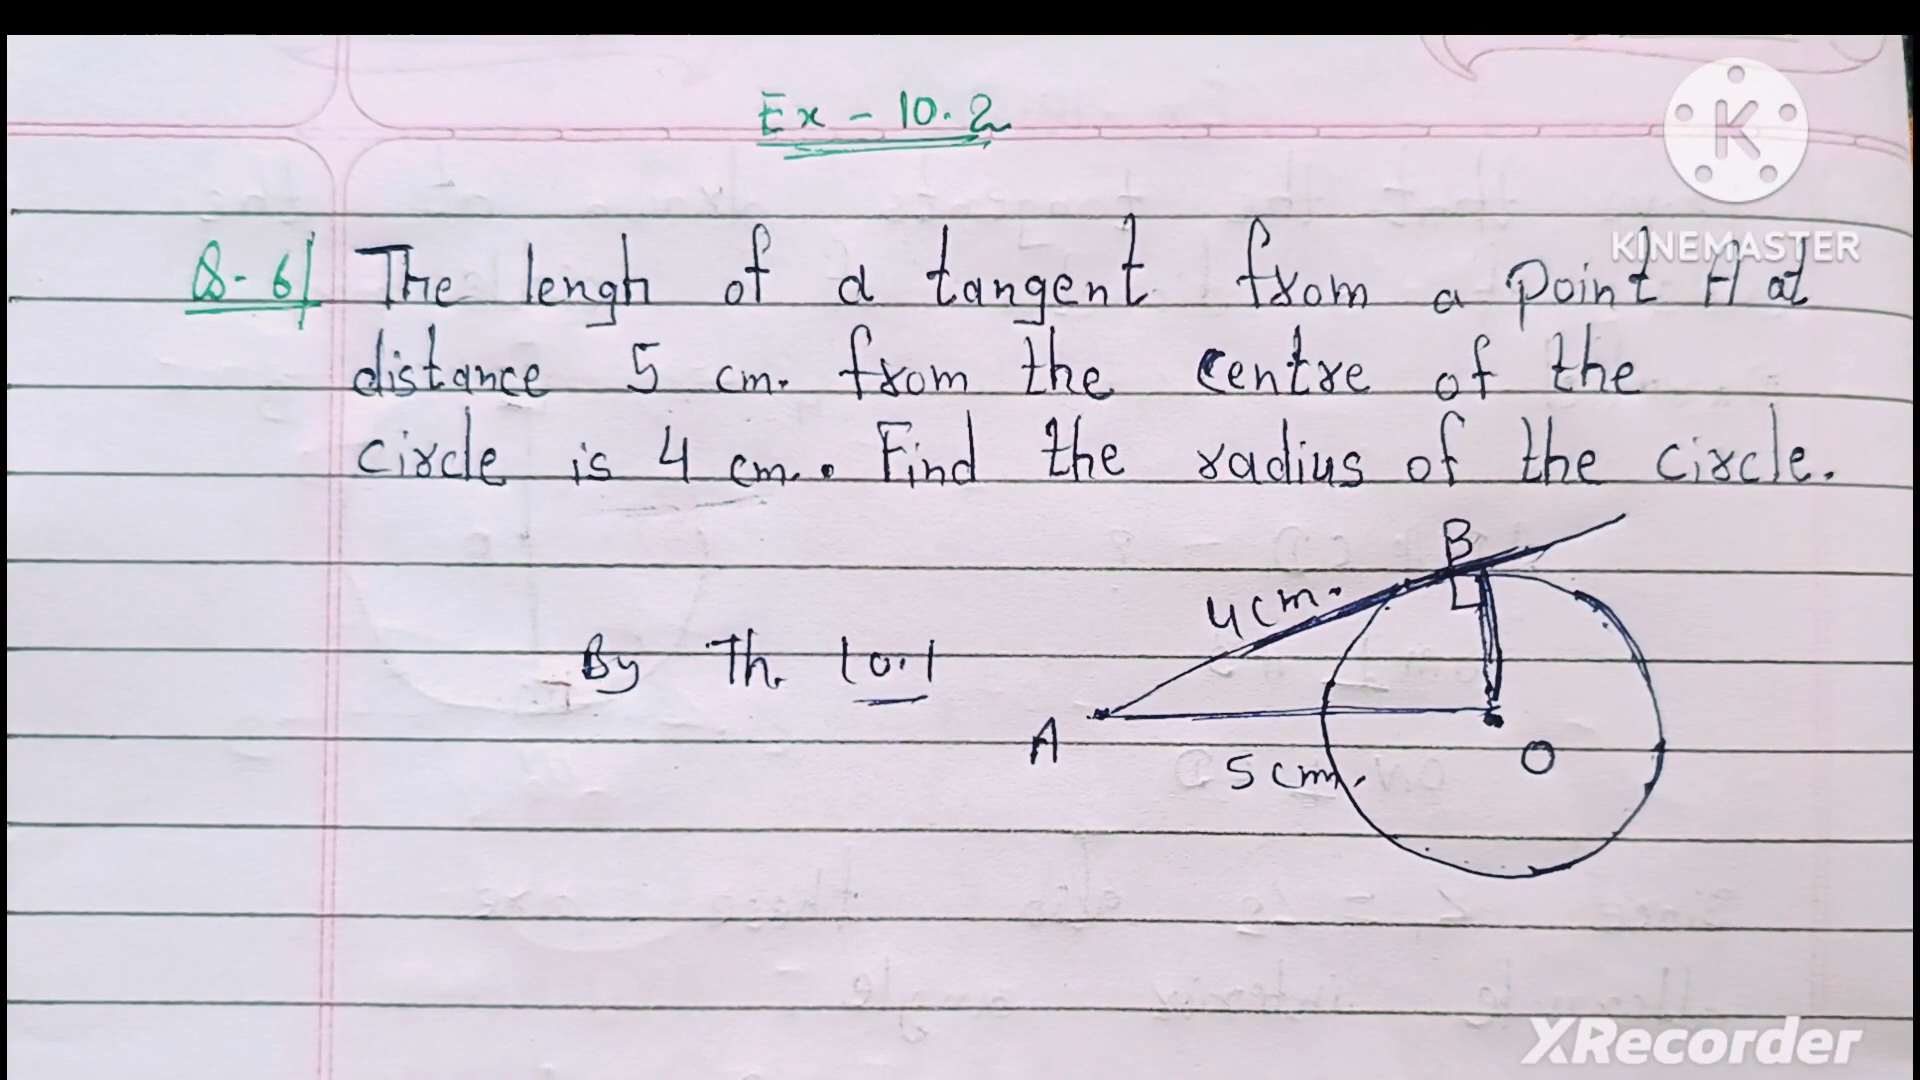 Ex - 10.2
K
KINEMASTER
Q-6/ The lengh of a tangent from a point A at
distance 5 cm. from the centre of the
circle is 4 cm. Find the radius of the circle.
B
4cm.
By Th. 10.1
A
5cm.
O
XRecorder